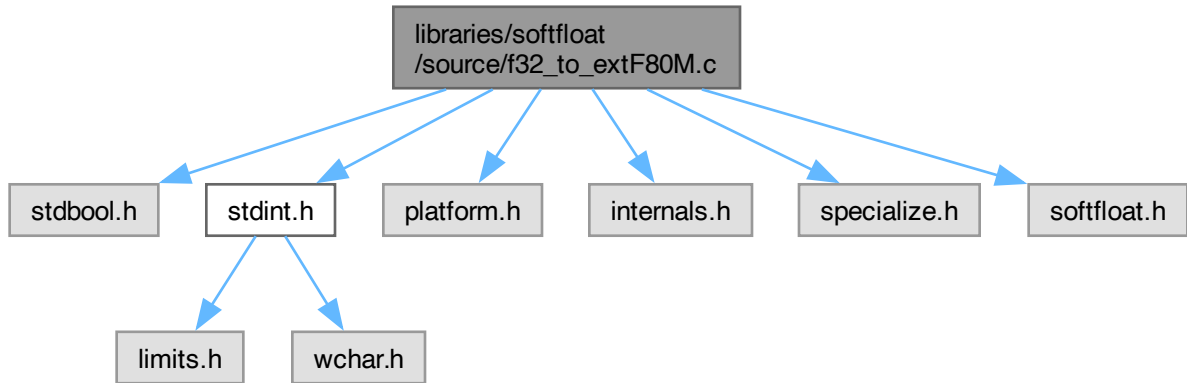 libraries/softfloat
/source/f32_to_extF80M.c
stdbool.h
stdint.h
platform.h
internals.h
specialize.h
softfloat.h
limits.h
wchar.h